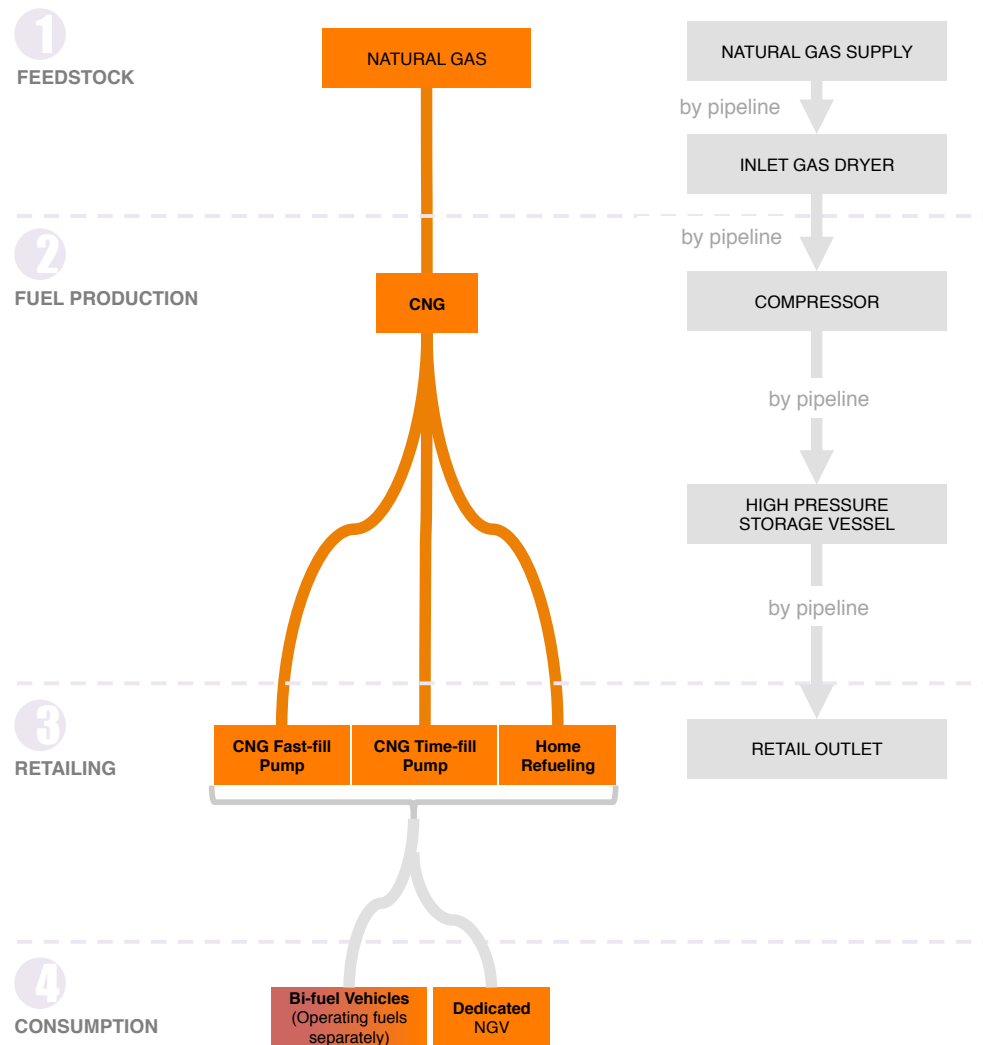 1
FEEDSTOCK
NATURAL GAS
NATURAL GAS SUPPLY
by pipeline
INLET GAS DRYER
by pipeline
2
FUEL PRODUCTION
CNG
COMPRESSOR
by pipeline
HIGH PRESSURE
STORAGE VESSEL
by pipeline
3
RETAILING
CNG Fast-fill
Pump
CNG Time-fill
Pump
Home
Refueling
RETAIL OUTLET
4
CONSUMPTION
Bi-fuel Vehicles
(Operating fuels
separately)
Dedicated
NGV